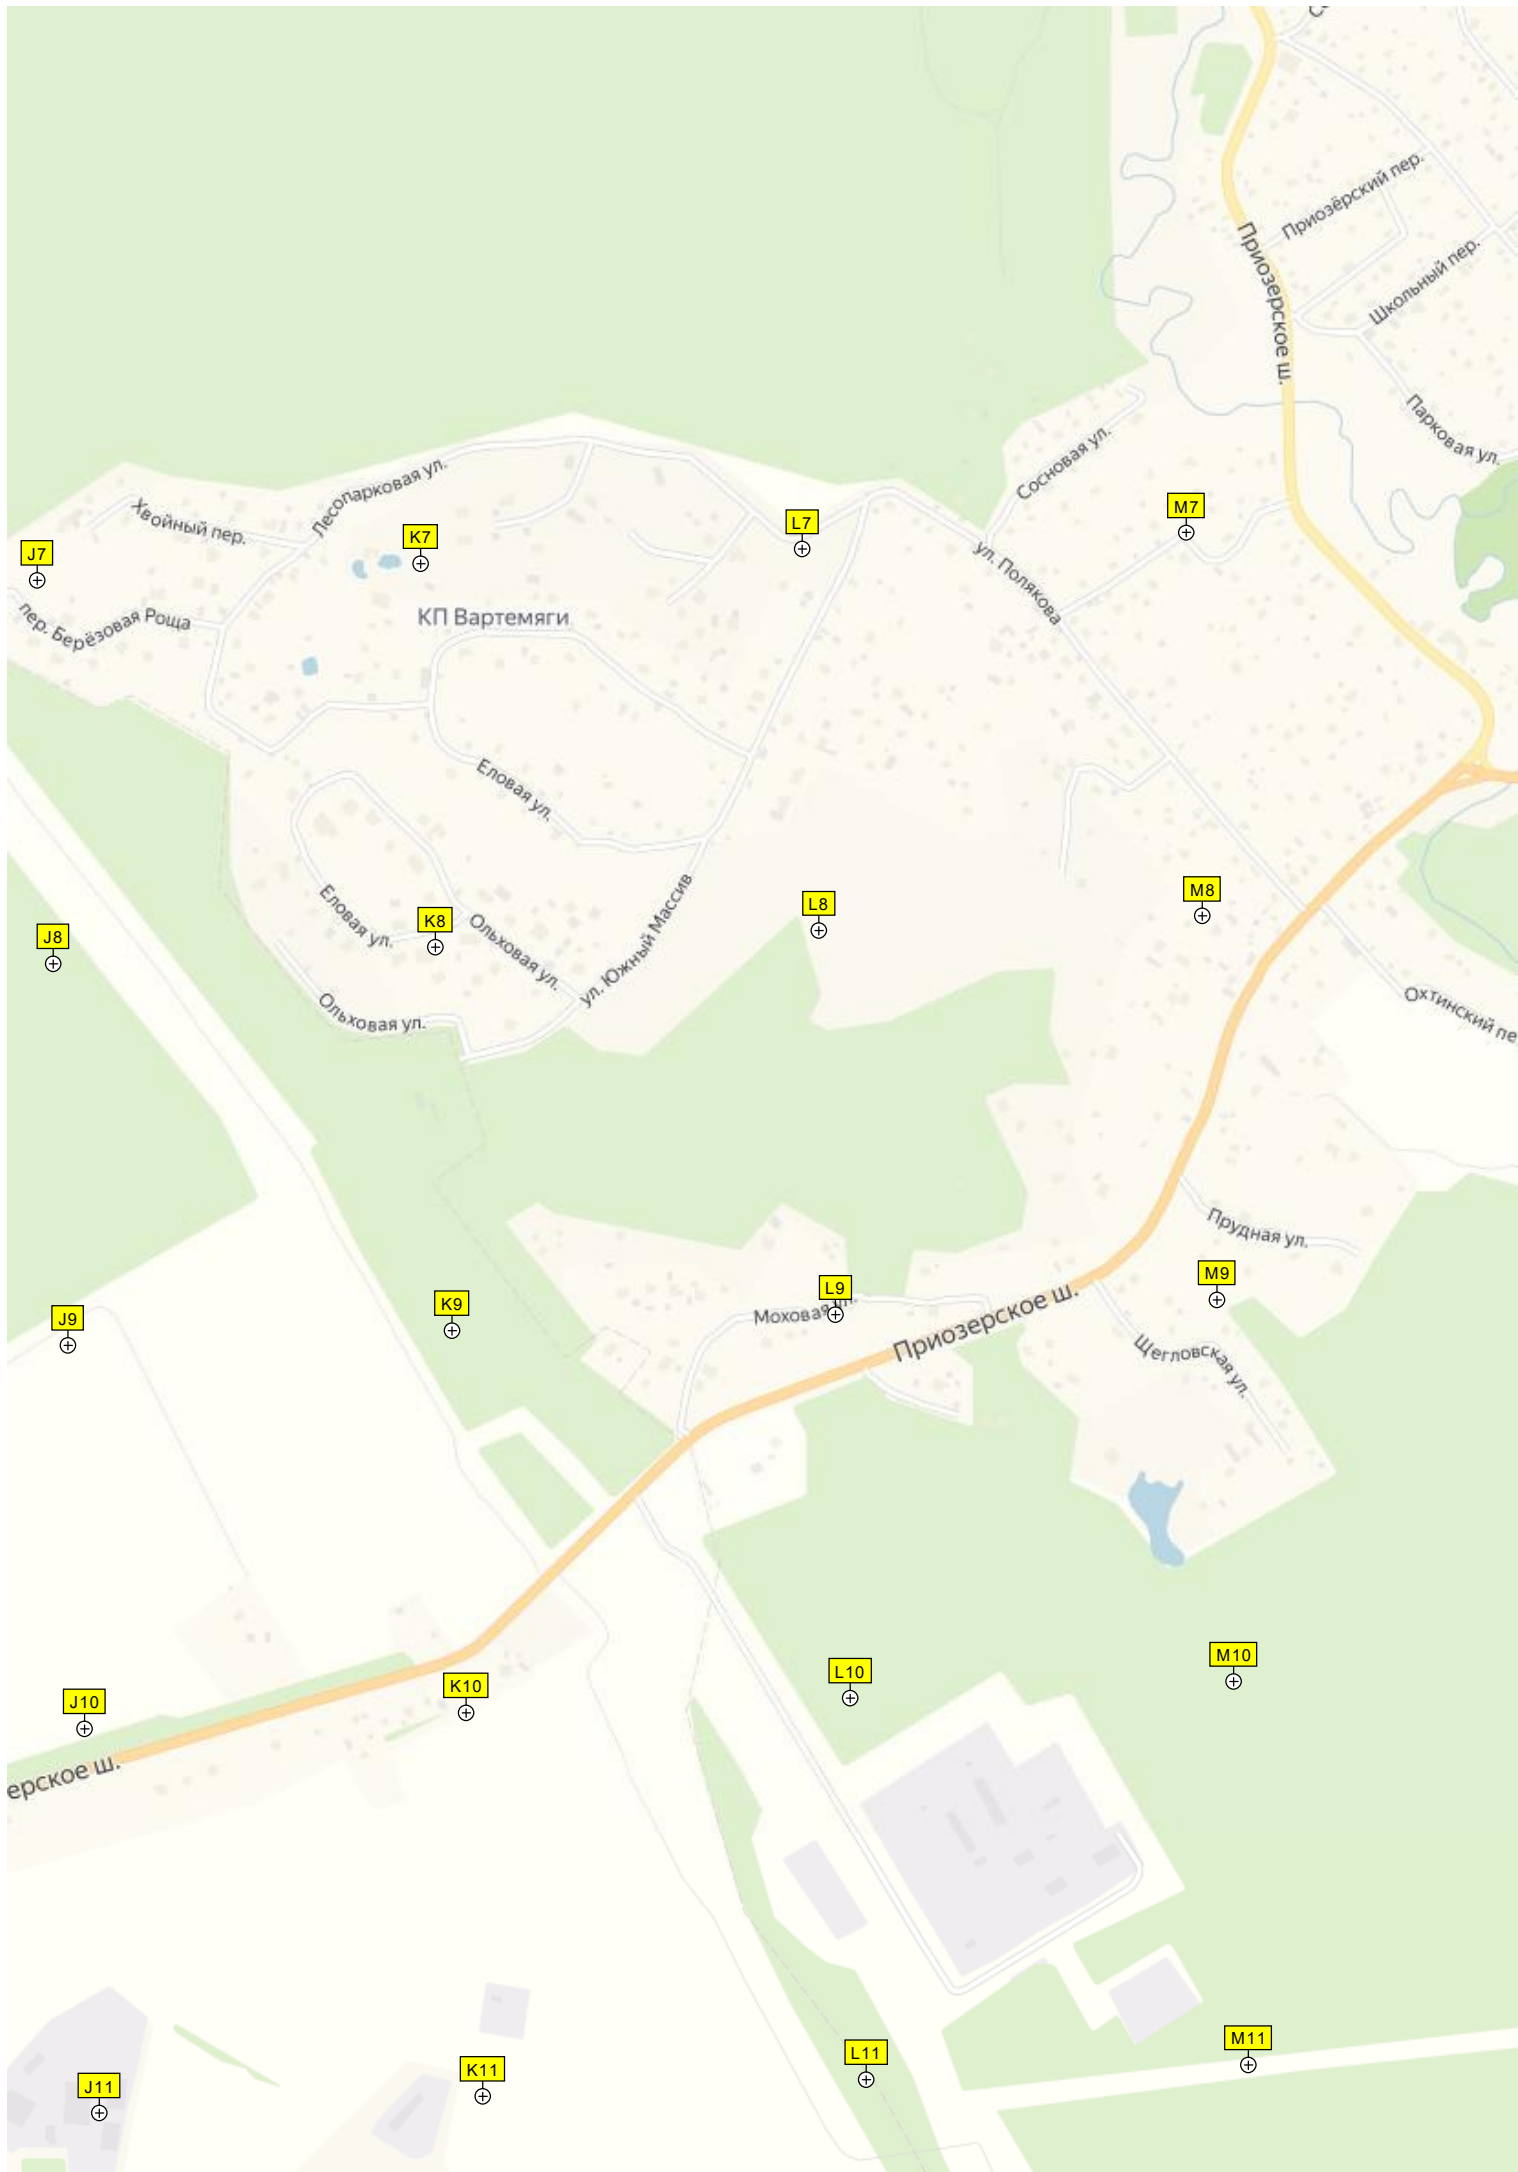 Приозёрский пер.
Приозерское ш.
Школьный пер.
Парковая ул.
Сосновая ул.
Лесопарковая ул.
Хвойный пер.
M7
L7
K7
J7
ул. Полякова
КП Вартемяги
пер. Берёзовая Роща
Еловая ул.
M8
L8
K8
J8
Еловая ул.
Ольховая ул.
ул. Южный Массив
Ольховая ул.
Охтинский пе
Прудная ул.
M9
L9
K9
J9
Моховая ул.
Приозерское ш.
Щегловская ул.
M10
L10
K10
J10
ерское ш.
M11
L11
K11
J11